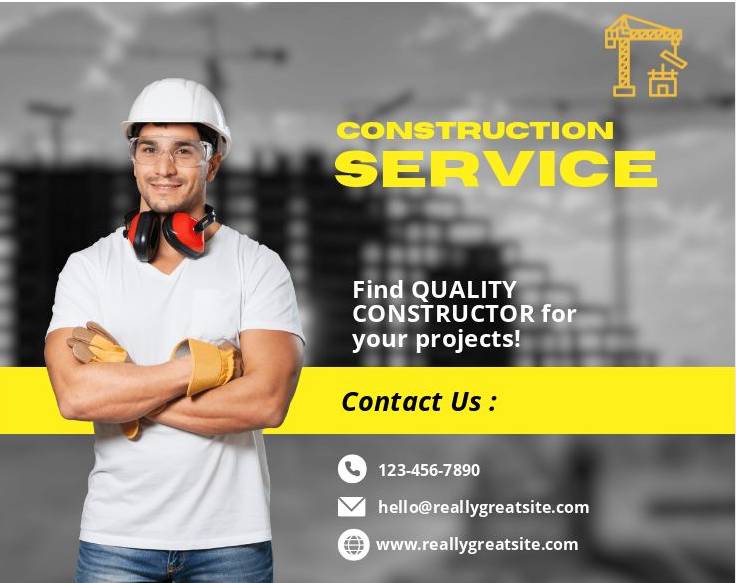 CONSTRUCTION
SERVICE
Find QUALITY
CONSTRUCTOR for
your projects!
Contact Us :
123-456-7890
hello@reallygreatsite.com
www.reallygreatsite.com